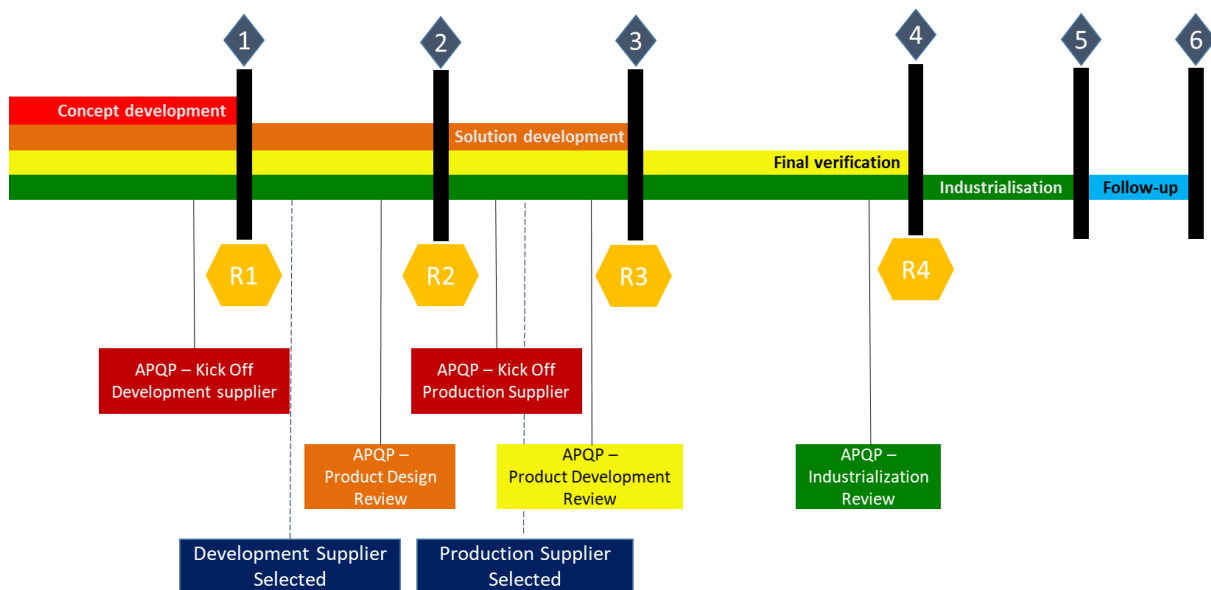 1
2
3
4
5
6
Concept development
Solution development
Final verification
Industrialisation
Follow-up
R1
R2
R3
R4
APQP – Kick Off
Development supplier
APQP – Kick Off
Production Supplier
APQP –
Product Design
Review
APQP –
Product Development
Review
APQP –
Industrialization
Review
Development Supplier
Selected
Production Supplier
Selected